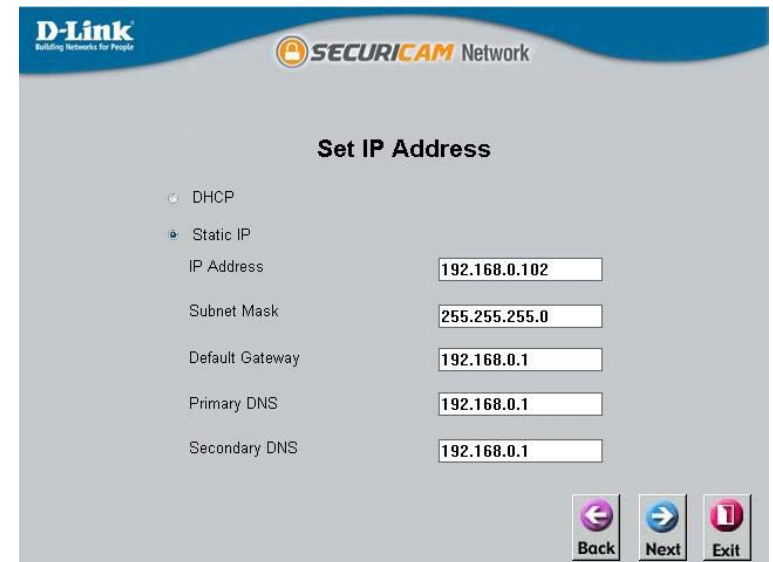 D-Link
Building Networks for People
SECURICAM Network
Set IP Address
DHCP
Static IP
IP Address 192.168.0.102
Subnet Mask 255.255.255.0
Default Gateway 192.168.0.1
Primary DNS 192.168.0.1
Secondary DNS 192.168.0.1
Back Next Exit